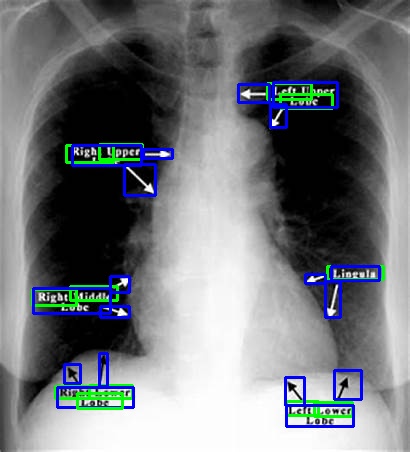 Left Upper
Lobe
Right Upper
Lingula
Right Middle
Lobe
Right Lower
Lobe
Left Lower
Lobe